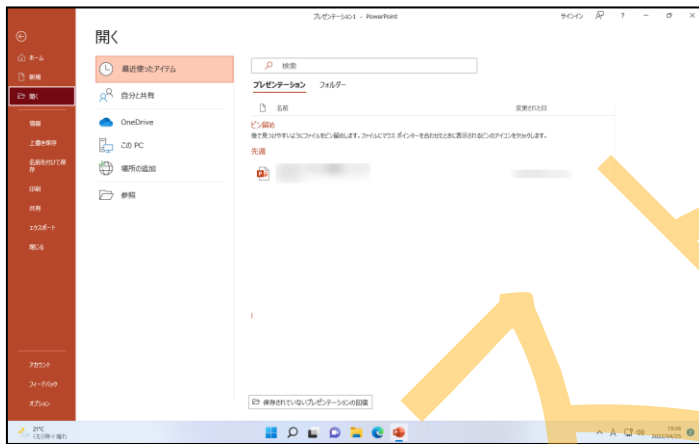 プレゼンテーション1 - PowerPoint
サインイン
?
開く
ホーム
新規
開く
情報
上書き保存
名前を付けて保
存
印刷
共有
エクスポート
閉じる
アカウント
フィードバック
オプション
最近使ったアイテム
自分と共有
OneDrive
この PC
場所の追加
参照
検索
プレゼンテーション フォルダー
名前 変更された日
ピン留め
後で見つけやすいようにファイルをピン留めします。ファイルにマウス ポインターを合わせたときに表示されるピンのアイコンをクリックします。
先週
保存されていないプレゼンテーションの回復
21°C
A
19:38
2022/04/25